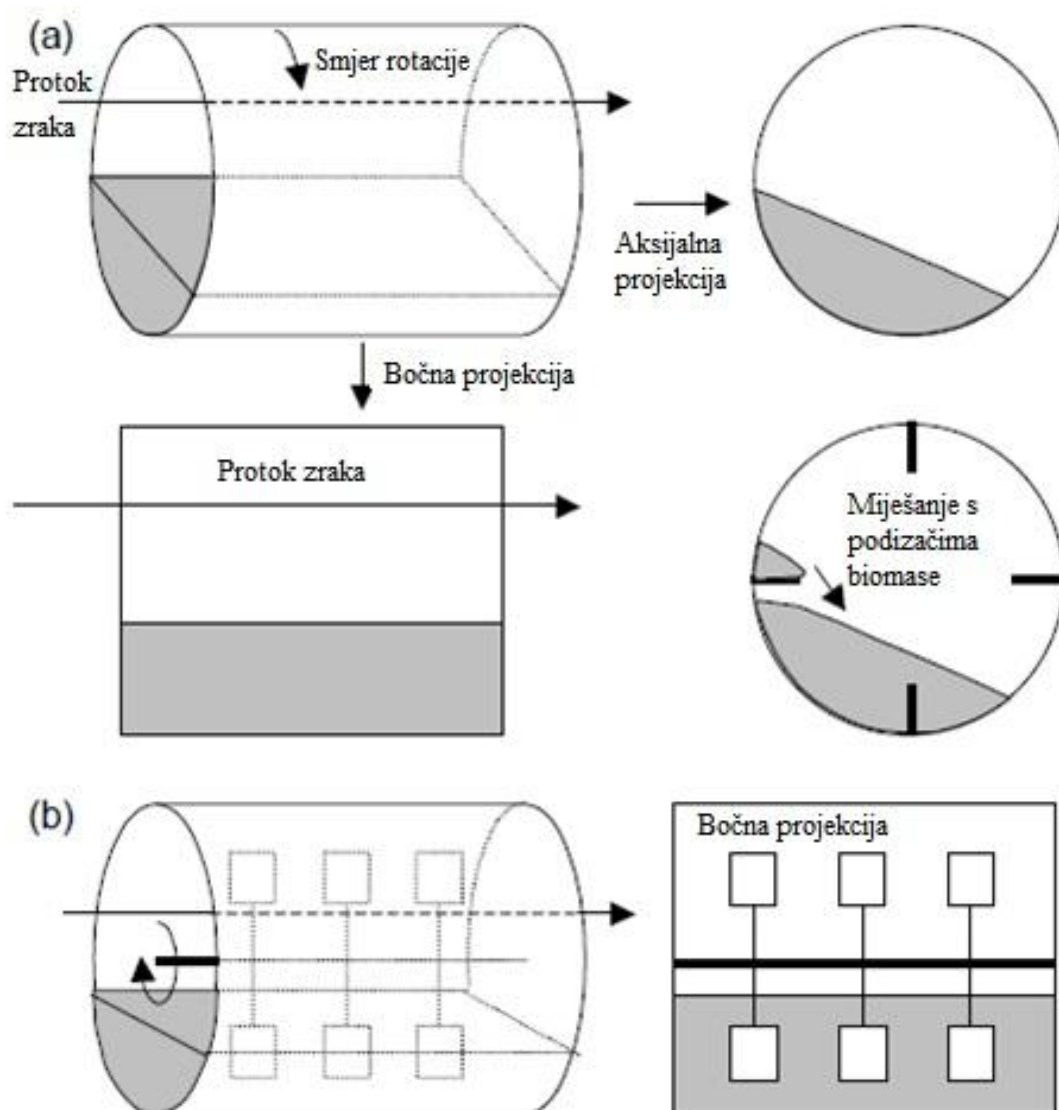 (a)
Smjer rotacije
Protok
zraka
Aksijalna
projekcija
Bočna projekcija
Protok zraka
Miješanje s
podizačima
biomase
(b)
Bočna projekcija